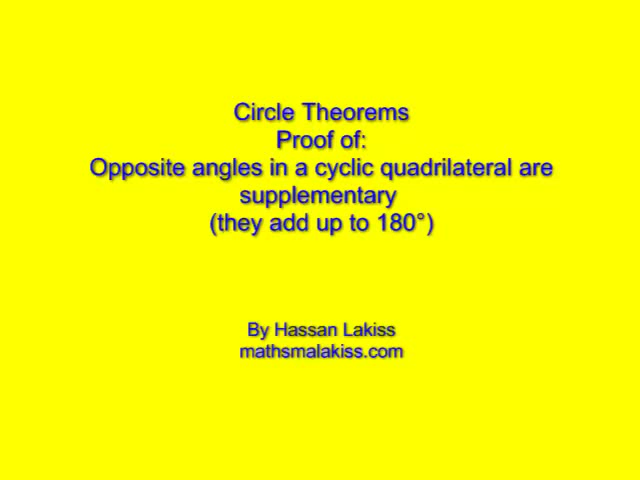 Circle Theorems
Proof of:
Opposite angles in a cyclic quadrilateral are
supplementary
(they add up to 180°)
By Hassan Lakiss
mathsmalakiss.com